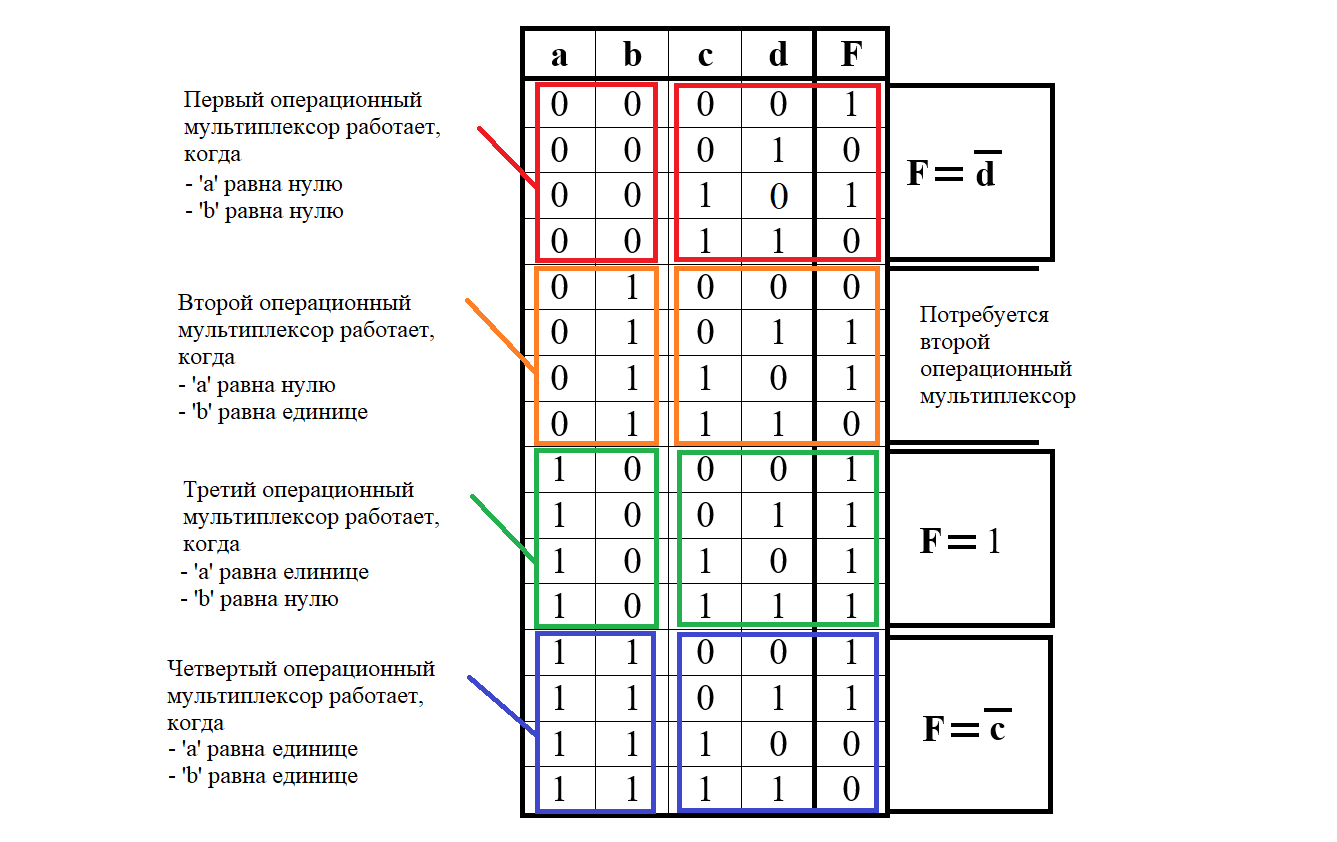 a b c d F
Первый операционный
мультиплексор работает,
когда
- 'a' равна нулю
- 'b' равна нулю
0 0 0 0 1
0 0 0 1 0
0 0 1 0 1
0 0 1 1 0
F = d̅
Второй операционный
мультиплексор работает,
когда
- 'a' равна нулю
- 'b' равна единице
0 1 0 0 0
0 1 0 1 1
0 1 1 0 1
0 1 1 1 0
Потребуется
второй
операционный
мультиплексор
Третий операционный
мультиплексор работает,
когда
- 'a' равна елинице
- 'b' равна нулю
1 0 0 0 1
1 0 0 1 1
1 0 1 0 1
1 0 1 1 1
F = 1
Четвертый операционный
мультиплексор работает,
когда
- 'a' равна единице
- 'b' равна единице
1 1 0 0 1
1 1 0 1 1
1 1 1 0 0
1 1 1 1 0
F = c̅